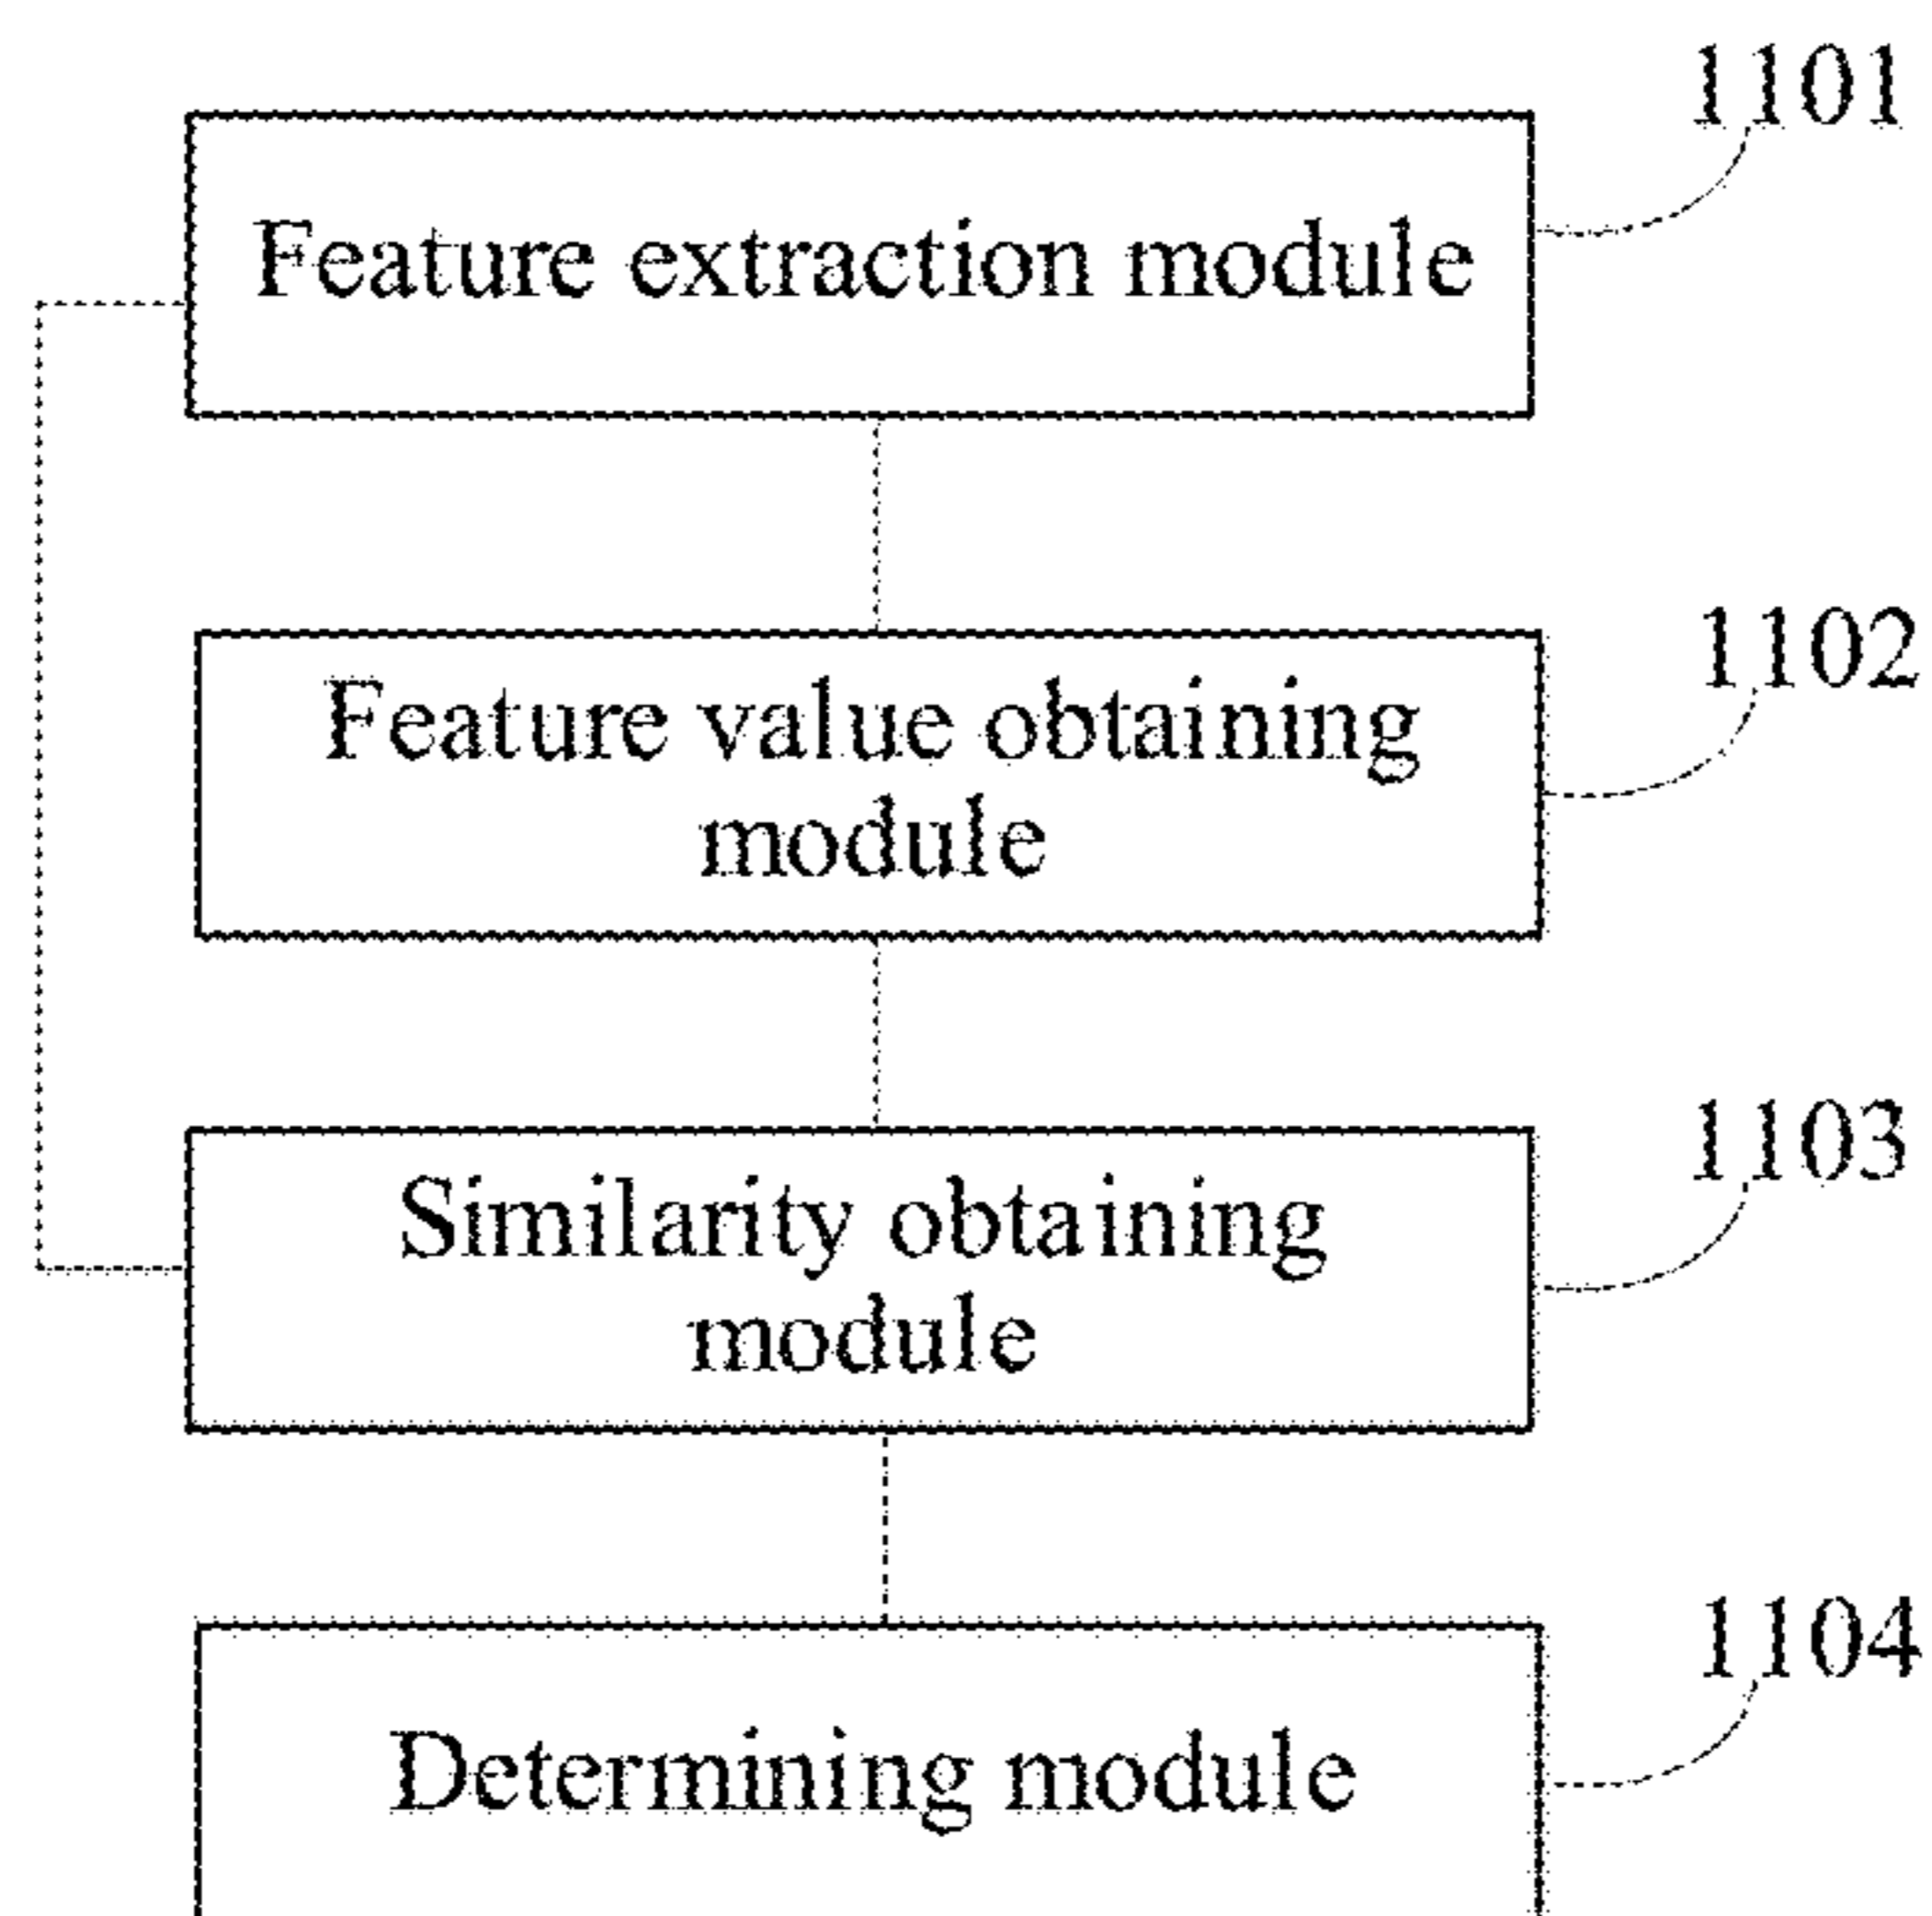 1101
Feature extraction module
1102
Feature value obtaining
module
1103
Similarity obtaining
module
1104
Determining module